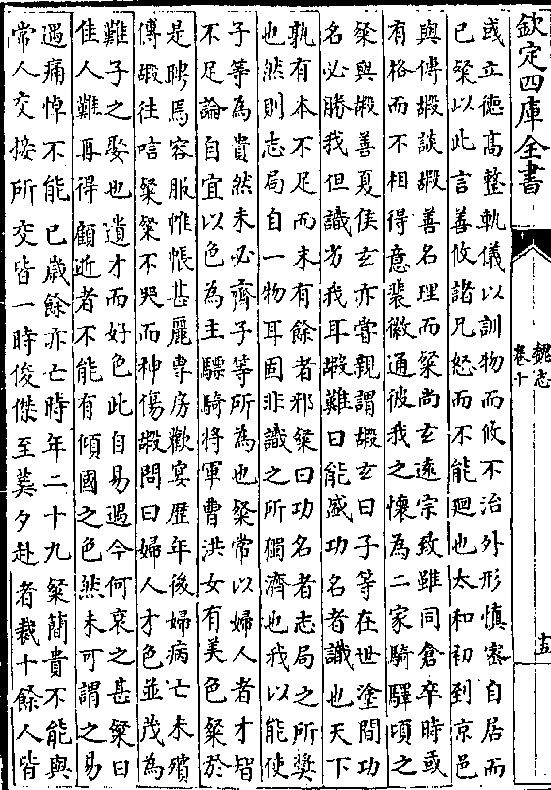 欽定四庫全書
魏志
卷十
十五
或立德高整軌儀以訓物而攸不治外形慎密自居而
已粲以此言善攸諸兄怒而不能廻也太和初到京邑
與傅嘏談嘏善名理而粲尚玄遠宗致雖同倉卒時或
有格而不相得意裴徽通彼我之懷為二家騎驛頃之
粲與嘏善夏侯玄亦嘗親謂嘏玄曰子等在世塗間功
名必勝我但識劣我耳嘏難曰能盛功名者識也天下
孰有本不足而末有餘者邪粲曰功名者志局之所奬
也然則志局自一物耳固非識之所獨濟也我以能使
子等為貴然未必齊子等所為也粲常以婦人者才智
不足論自宜以色為主驃騎將軍曹洪女有美色粲於
是聘焉容服帷帳甚麗專房歡宴歴年後婦病亡未殯
傅嘏往唁粲粲不哭而神傷嘏問曰婦人才色並茂為
難子之娶也遺才而好色此自易遇今何哀之甚粲曰
佳人難再得顧逝者不能有傾國之色然未可謂之易
遇痛悼不能已歲餘亦亡時年二十九粲簡貴不能與
常人交接所交皆一時俊傑至葬夕赴者裁十餘人皆